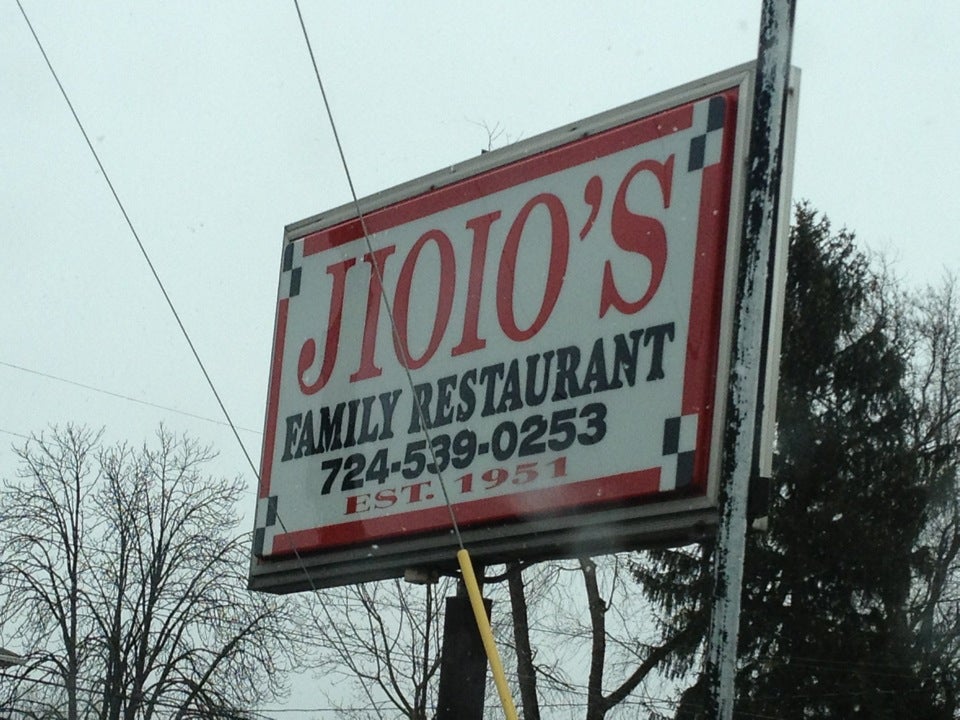 JIOIO'S
FAMILY RESTAURANT
724-539-0253
EST. 1951